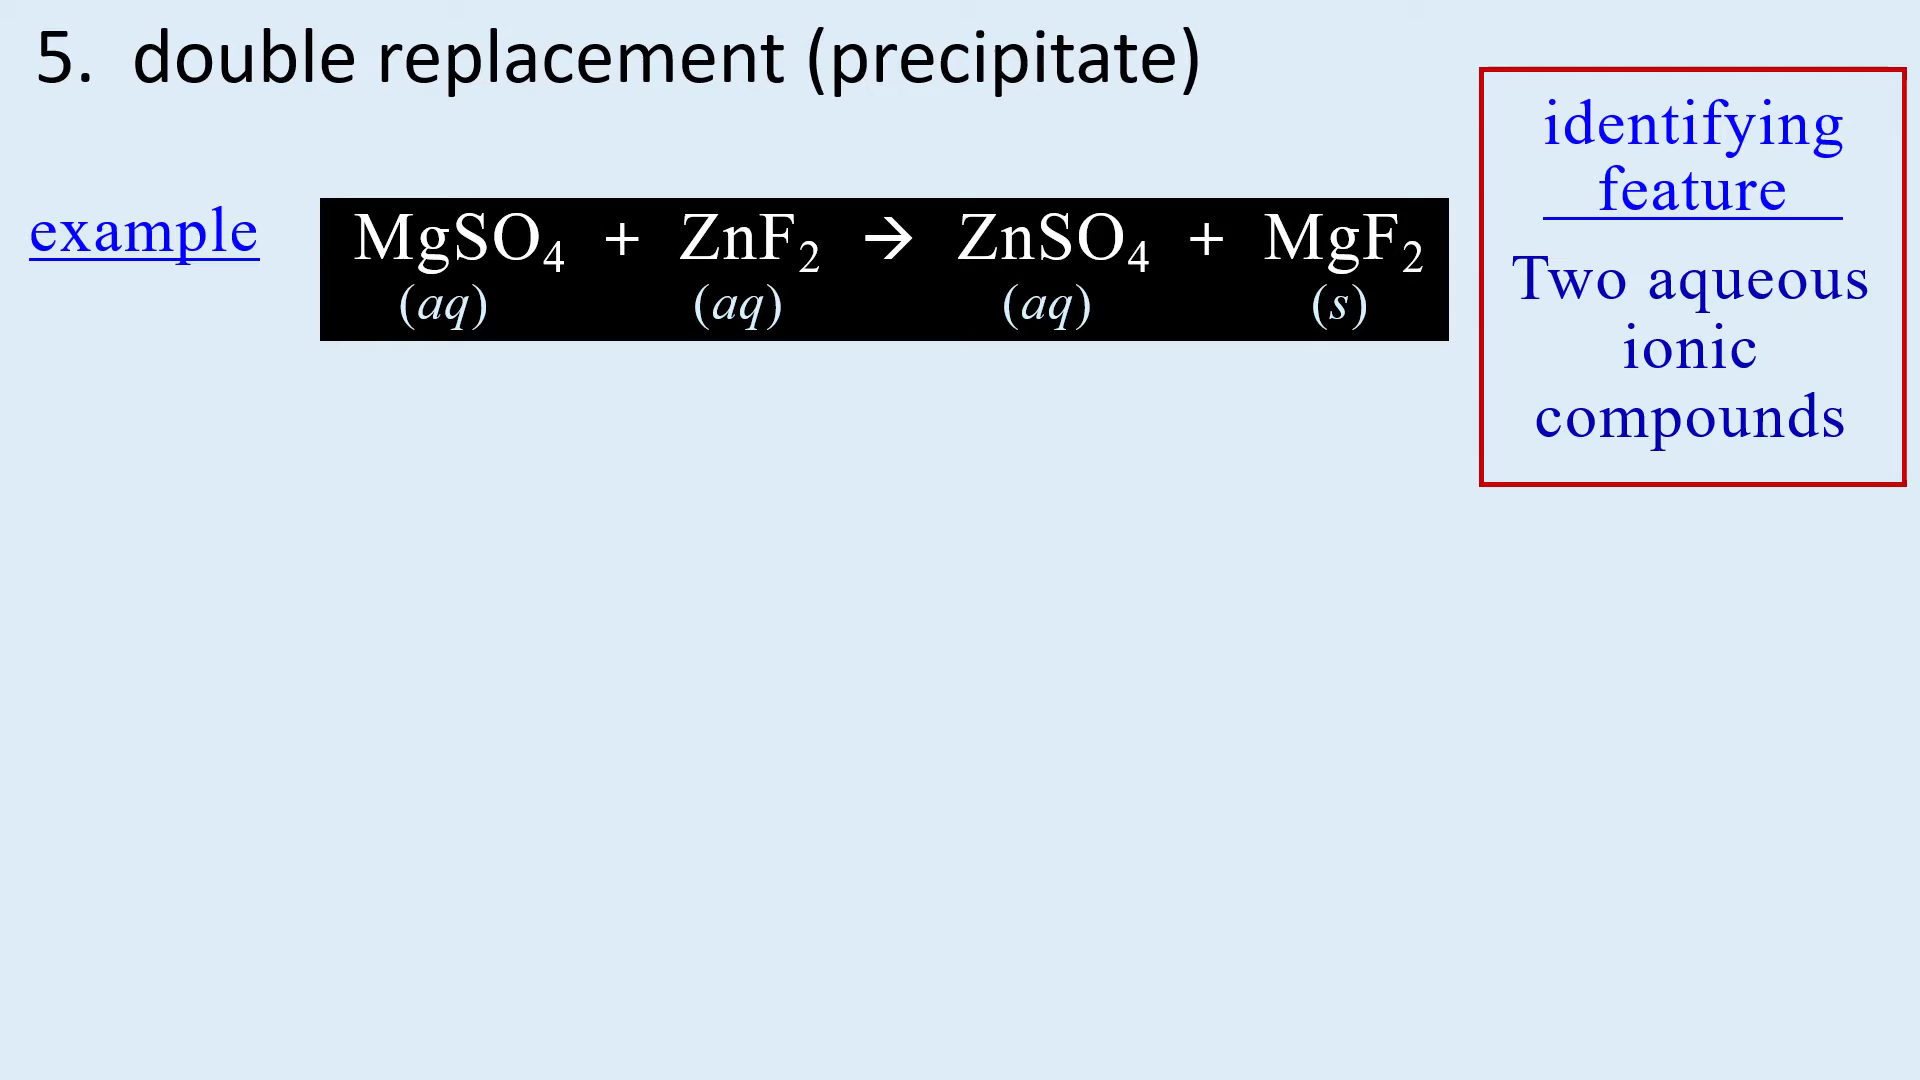 5. double replacement (precipitate)
example
MgSO₄ + ZnF₂ → ZnSO₄ + MgF₂
(aq) (aq) (aq) (s)
identifying
feature
Two aqueous
ionic
compounds